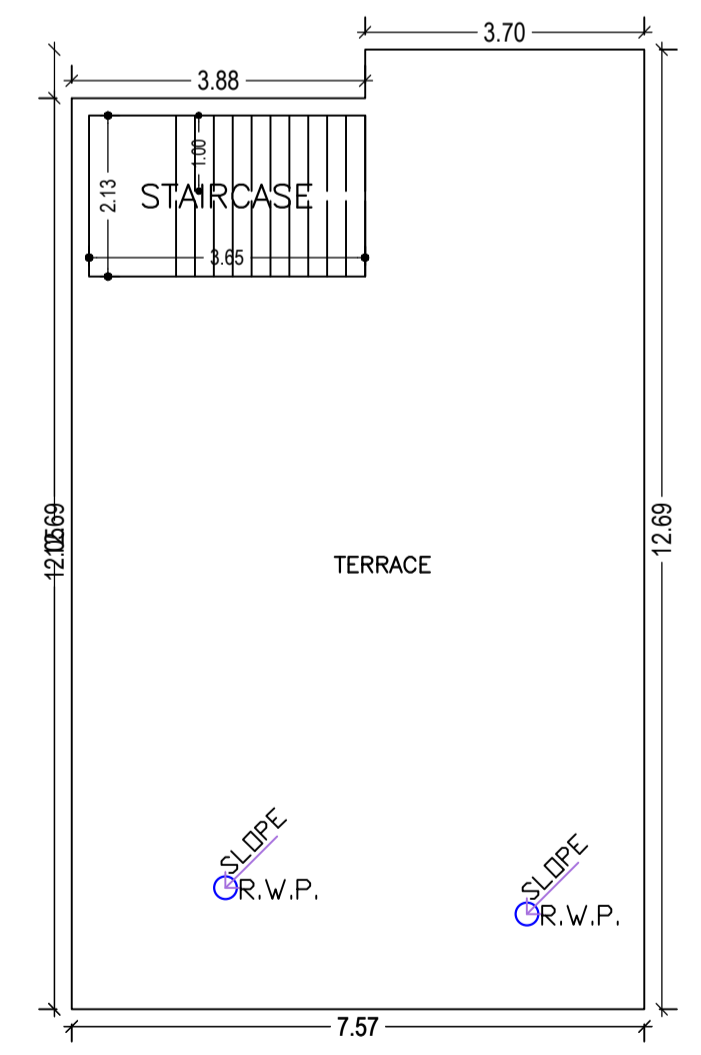 3.70
3.88
1.00
2.13
STAIRCASE
3.65
12.69
TERRACE
SLOPE
R.W.P.
SLOPE
R.W.P.
7.57